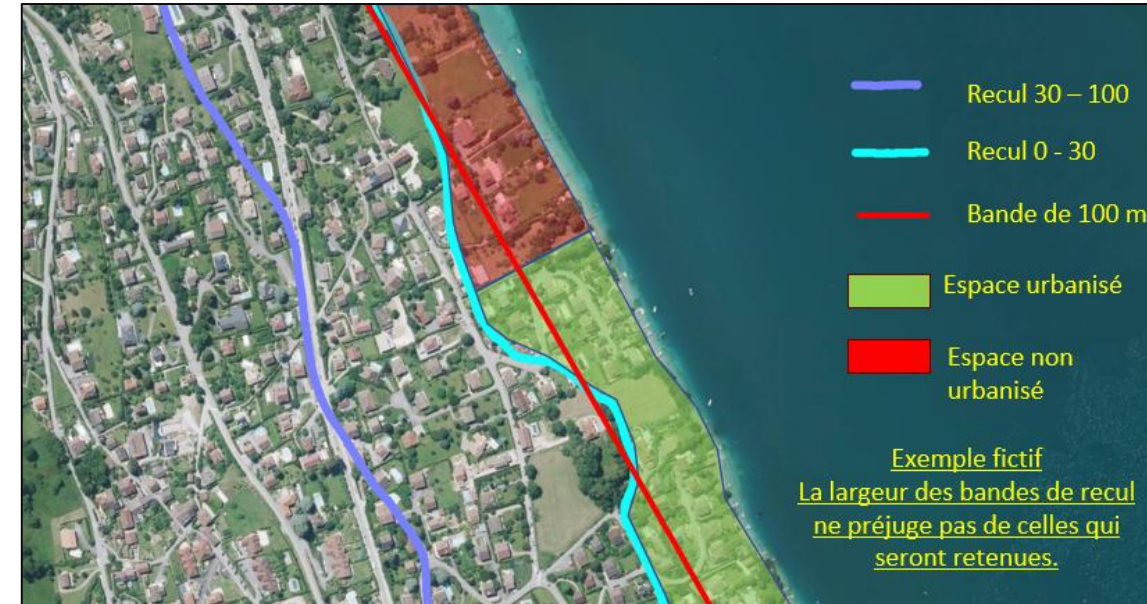 Recul 30 – 100
Recul 0 - 30
Bande de 100 m
Espace urbanisé
Espace non
urbanisé
Exemple fictif
La largeur des bandes de recul
ne préjuge pas de celles qui
seront retenues.